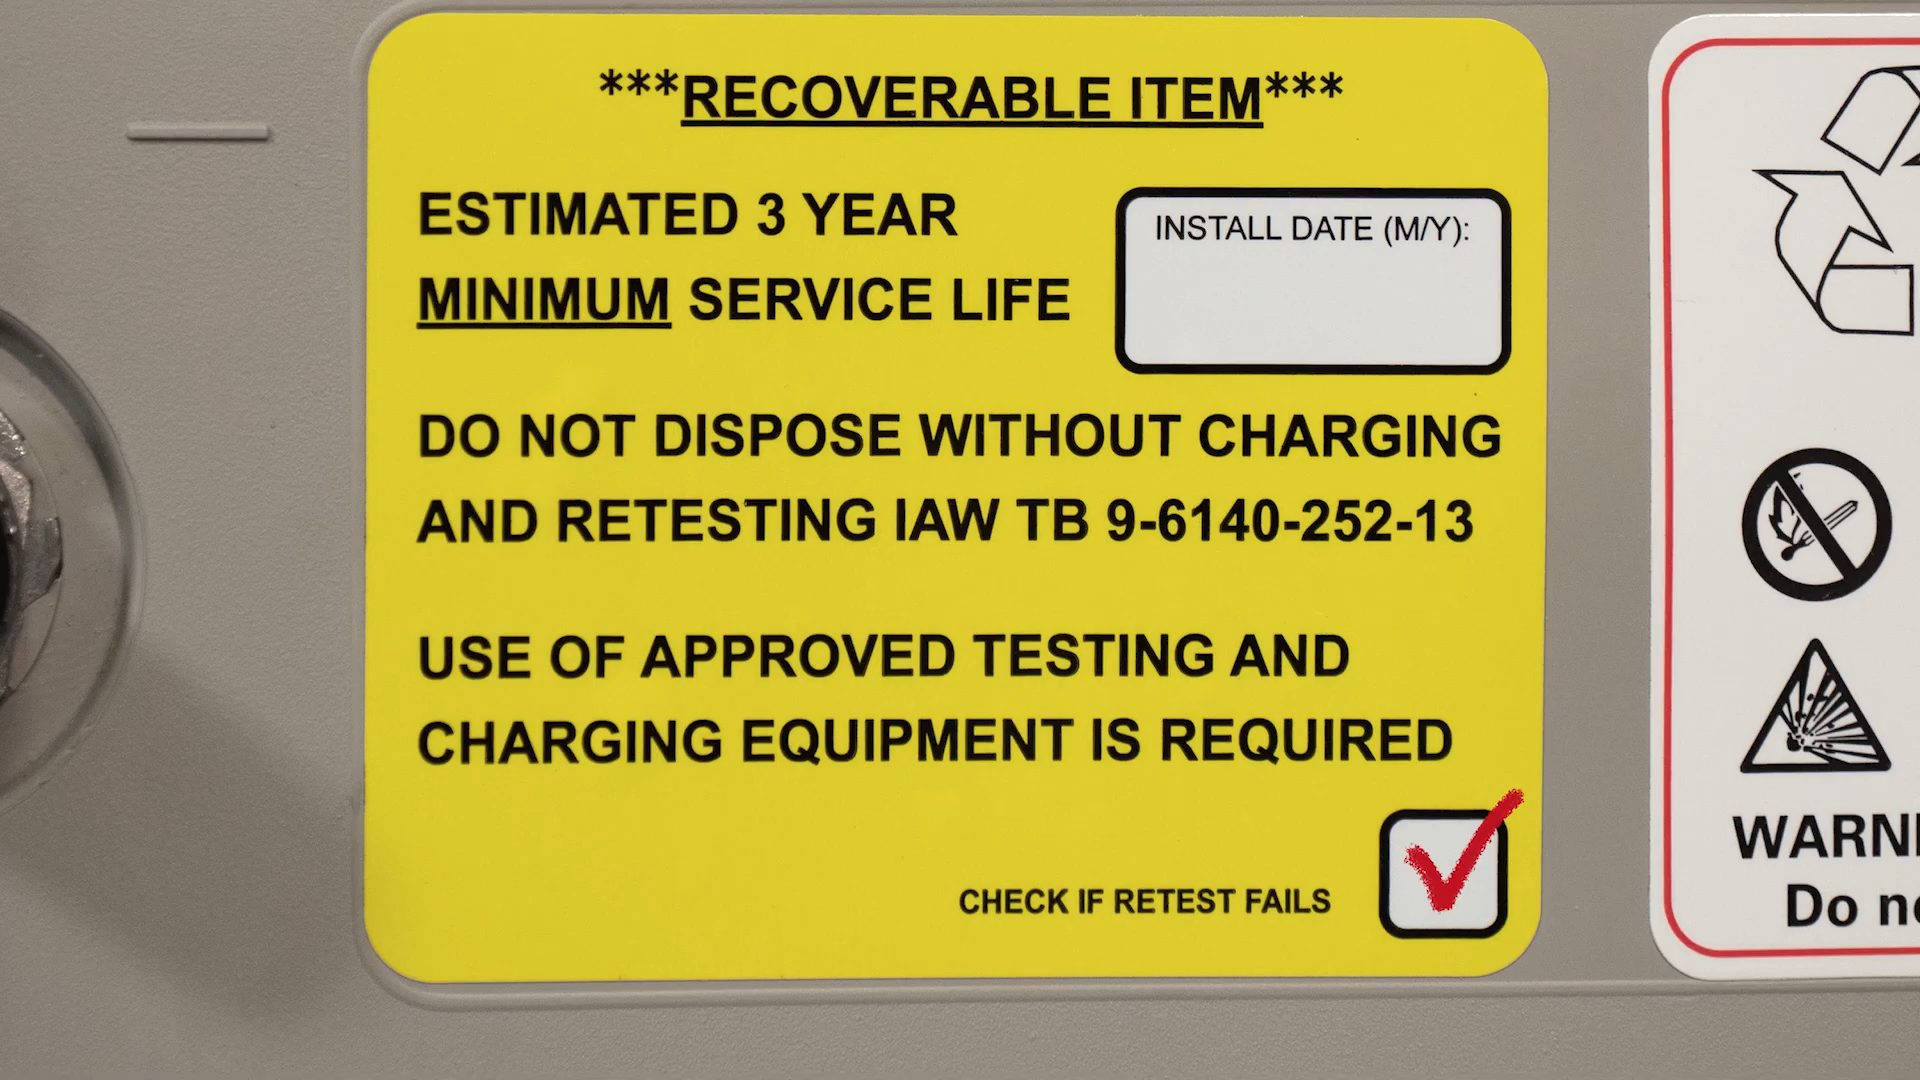 ***RECOVERABLE ITEM***
ESTIMATED 3 YEAR
MINIMUM SERVICE LIFE
INSTALL DATE (M/Y):
DO NOT DISPOSE WITHOUT CHARGING
AND RETESTING IAW TB 9-6140-252-13
USE OF APPROVED TESTING AND
CHARGING EQUIPMENT IS REQUIRED
CHECK IF RETEST FAILS
Do